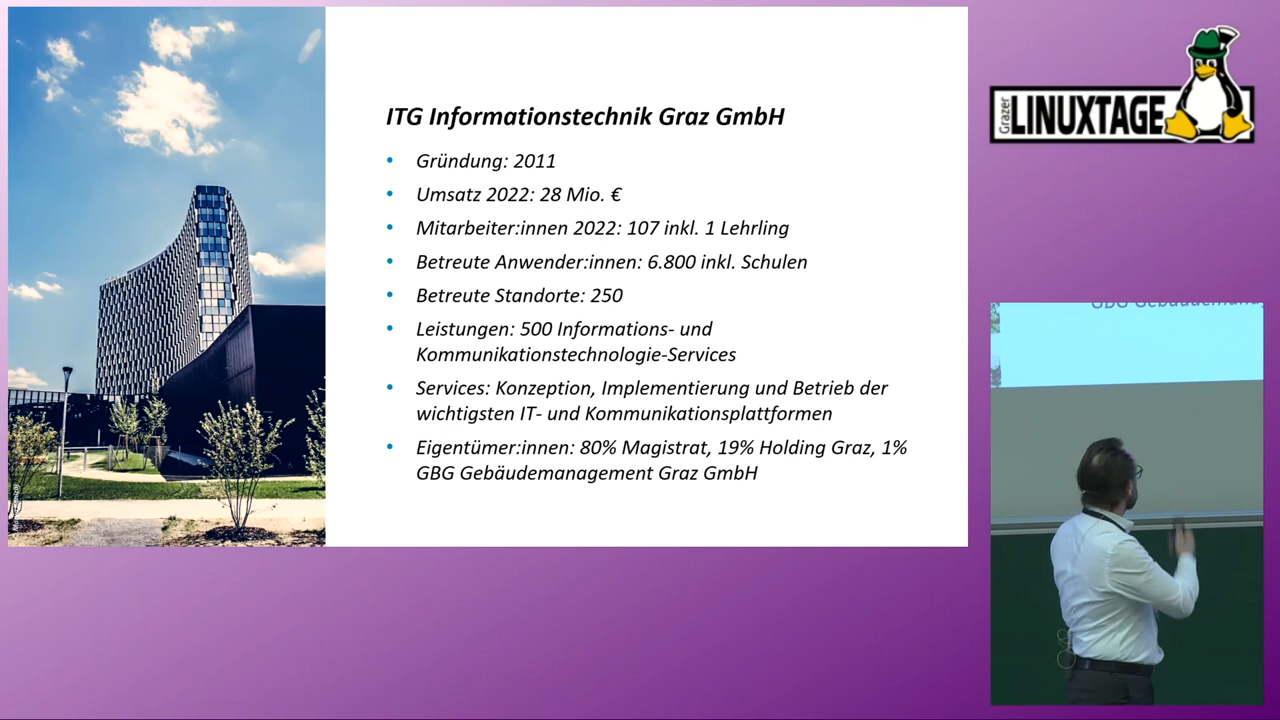 ITG Informationstechnik Graz GmbH
• Gründung: 2011
• Umsatz 2022: 28 Mio. €
• Mitarbeiter:innen 2022: 107 inkl. 1 Lehrling
• Betreute Anwender:innen: 6.800 inkl. Schulen
• Betreute Standorte: 250
• Leistungen: 500 Informations- und
Kommunikationstechnologie-Services
• Services: Konzeption, Implementierung und Betrieb der
wichtigsten IT- und Kommunikationsplattformen
• Eigentümer:innen: 80% Magistrat, 19% Holding Graz, 1%
GBG Gebäudemanagement Graz GmbH
Grazer
LINUXTAGE